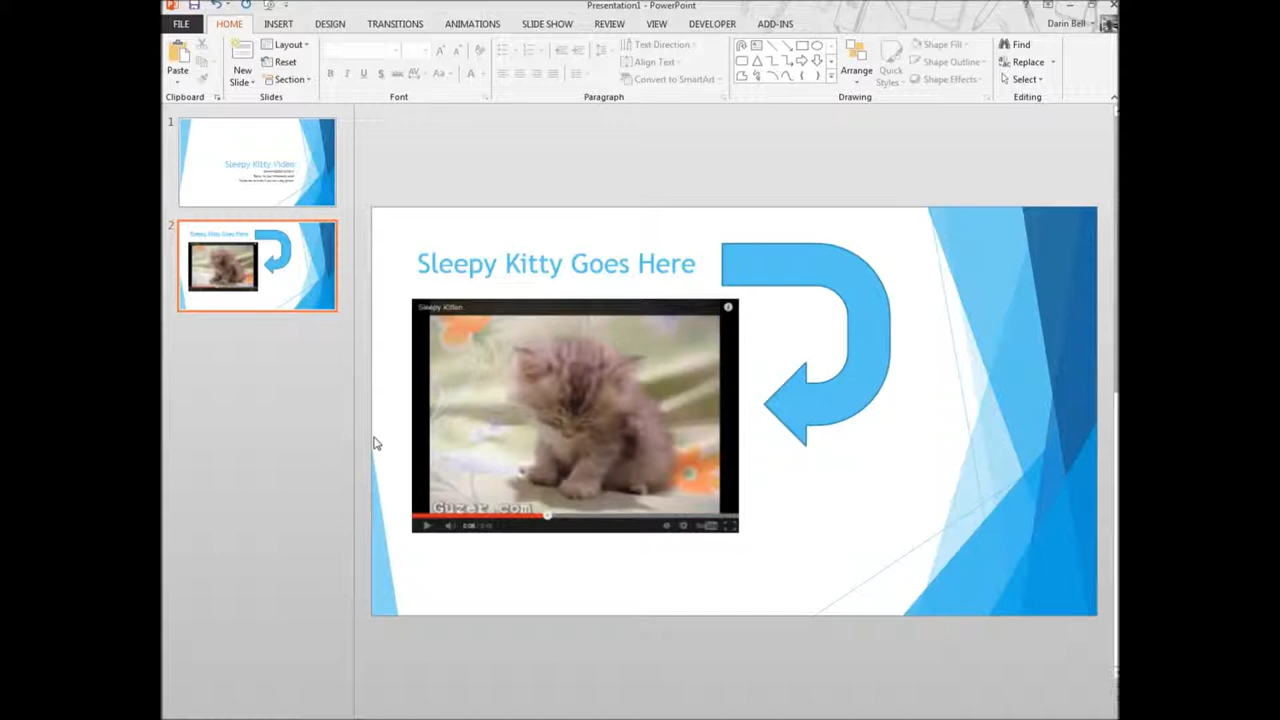 Presentation1 - PowerPoint
FILE HOME INSERT DESIGN TRANSITIONS ANIMATIONS SLIDE SHOW REVIEW VIEW DEVELOPER ADD-INS Darin Bell
Paste
New
Slide
Layout
Reset
Section
Text Direction
Align Text
Convert to SmartArt
Arrange
Quick
Styles
Shape Fill
Shape Outline
Shape Effects
Find
Replace
Select
Clipboard Slides Font Paragraph Drawing Editing
1
Sleepy Kitty Video:
2
Sleepy Kitty Goes Here
Sleepy Kitty Goes Here
Sleepy Kitten
Guzer.com